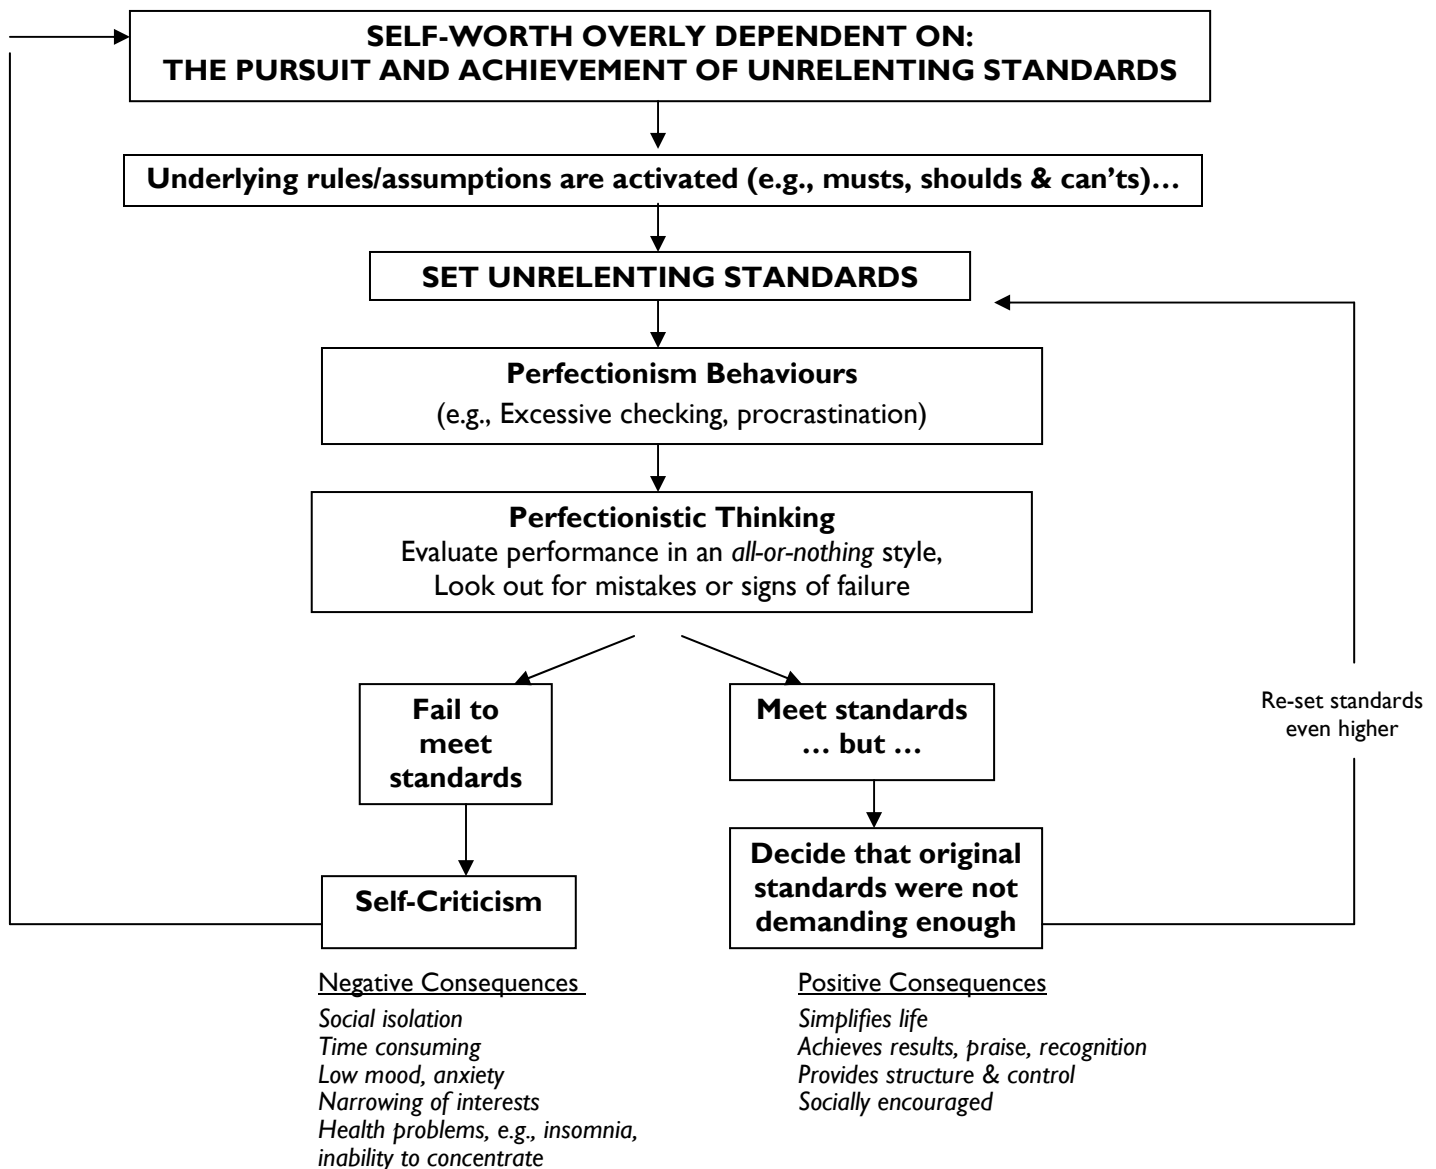 SELF-WORTH OVERLY DEPENDENT ON:
THE PURSUIT AND ACHIEVEMENT OF UNRELENTING STANDARDS
Underlying rules/assumptions are activated (e.g., musts, shoulds & can’ts)…
SET UNRELENTING STANDARDS
Perfectionism Behaviours
(e.g., Excessive checking, procrastination)
Perfectionistic Thinking
Evaluate performance in an all-or-nothing style,
Look out for mistakes or signs of failure
Fail to
meet
standards
Meet standards
… but …
Re-set standards
even higher
Self-Criticism
Decide that original
standards were not
demanding enough
Negative Consequences
Social isolation
Time consuming
Low mood, anxiety
Narrowing of interests
Health problems, e.g., insomnia,
inability to concentrate
Positive Consequences
Simplifies life
Achieves results, praise, recognition
Provides structure & control
Socially encouraged